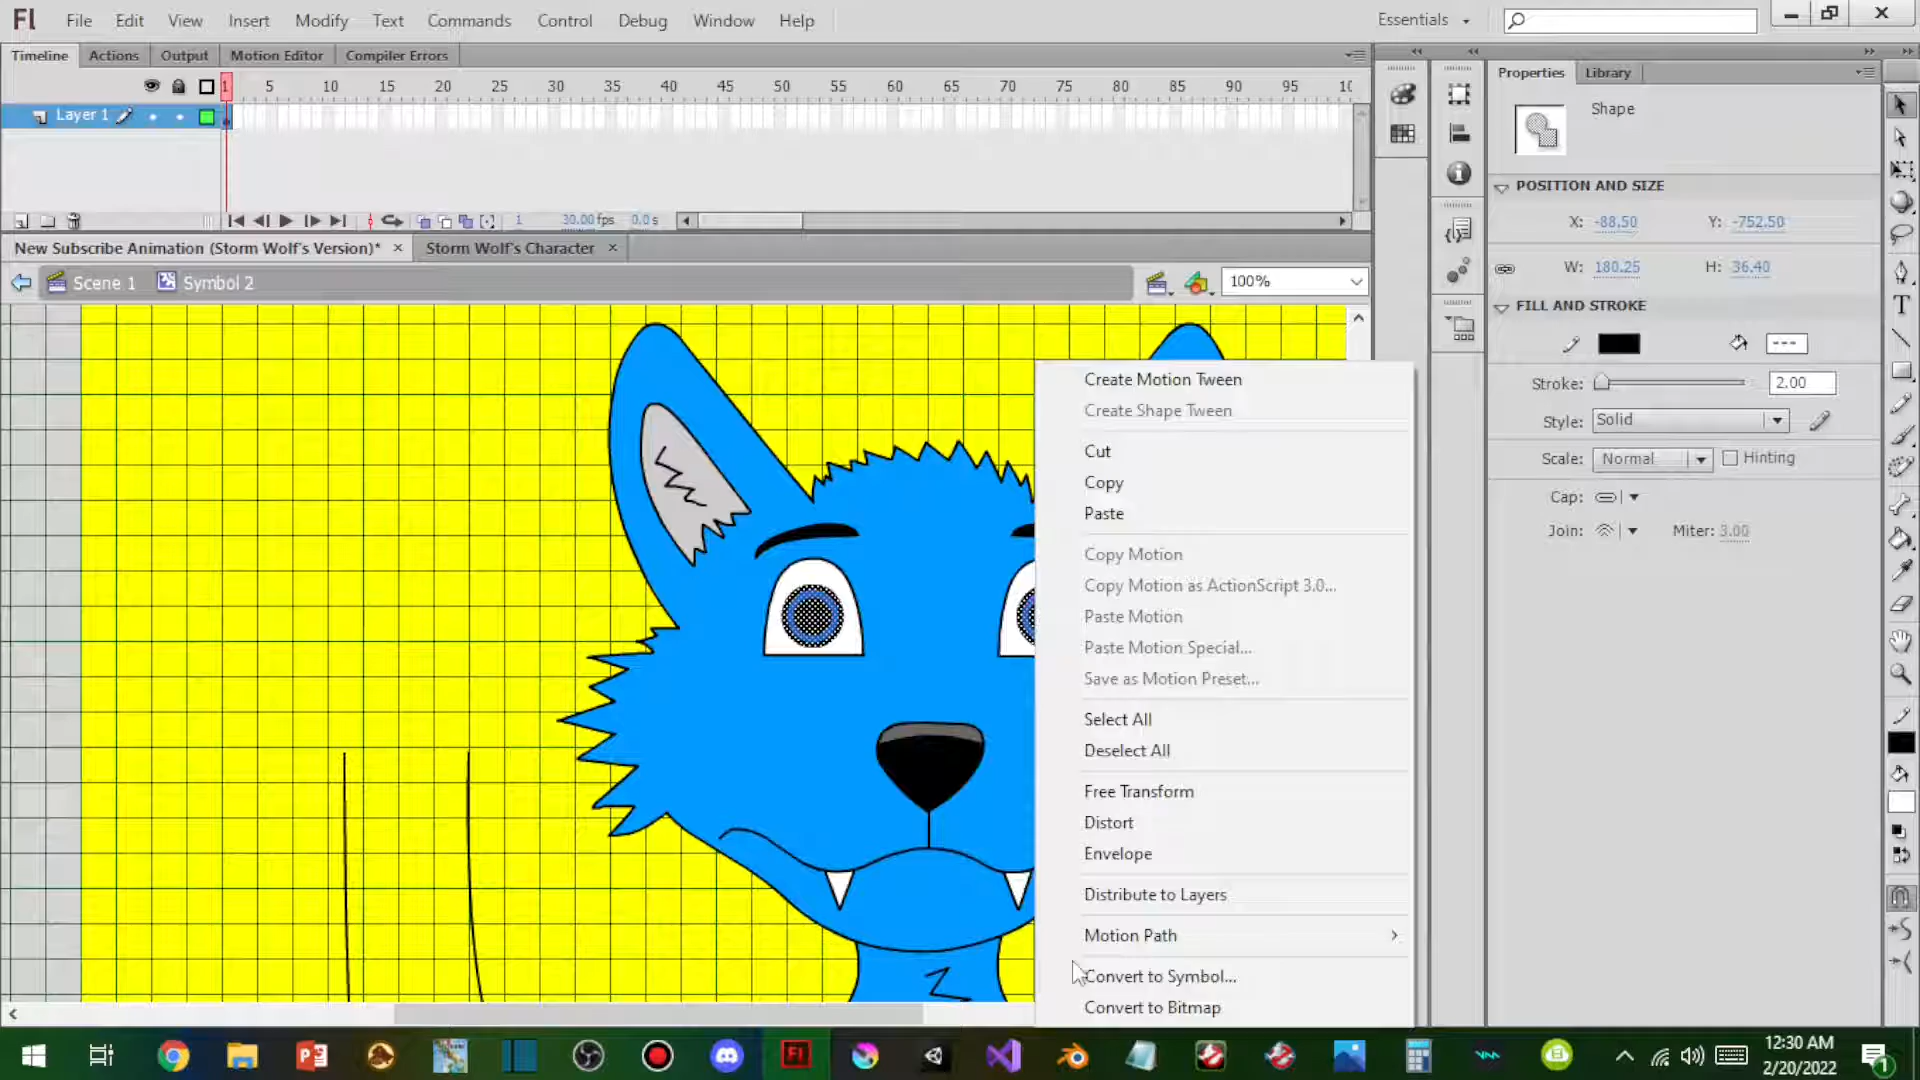 Fl File Edit View Insert Modify Text Commands Control Debug Window Help Essentials
Timeline Actions Output Motion Editor Compiler Errors
1 5 10 15 20 25 30 35 40 45 50 55 60 65 70 75 80 85 90 95 10
Layer 1
1 30.00 fps 0.0 s
New Subscribe Animation (Storm Wolf's Version)* × Storm Wolf's Character ×
Scene 1 Symbol 2 100%
Create Motion Tween
Create Shape Tween
Cut
Copy
Paste
Copy Motion
Copy Motion as ActionScript 3.0...
Paste Motion
Paste Motion Special...
Save as Motion Preset...
Select All
Deselect All
Free Transform
Distort
Envelope
Distribute to Layers
Motion Path
Convert to Symbol...
Convert to Bitmap
Properties Library
Shape
POSITION AND SIZE
X: -88.50 Y: -752.50
W: 180.25 H: 36.40
FILL AND STROKE
Stroke: 2.00
Style: Solid
Scale: Normal Hinting
Cap:
Join: Miter: 3.00
12:30 AM
2/20/2022
1